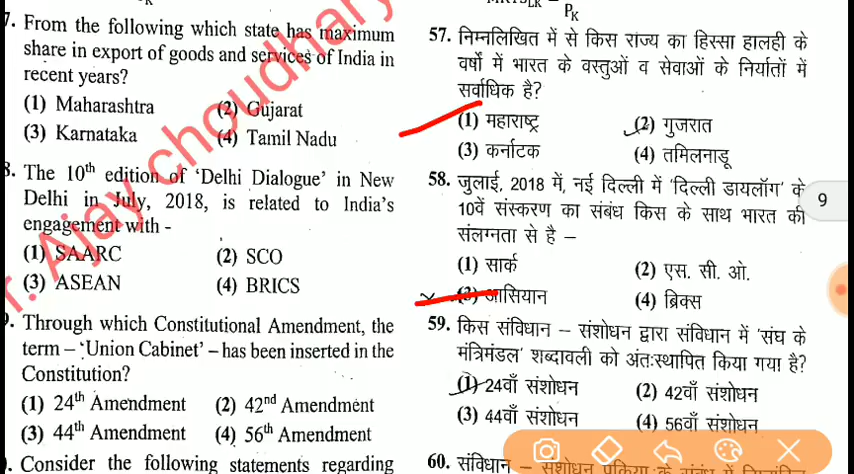 P_K
7. From the following which state has maximum
share in export of goods and services of India in
recent years?
(1) Maharashtra (2) Gujarat
(3) Karnataka (4) Tamil Nadu
8. The 10th edition of ‘Delhi Dialogue’ in New
Delhi in July, 2018, is related to India’s
engagement with -
(1) SAARC (2) SCO
(3) ASEAN (4) BRICS
9. Through which Constitutional Amendment, the
term – ‘Union Cabinet’ – has been inserted in the
Constitution?
(1) 24th Amendment (2) 42nd Amendment
(3) 44th Amendment (4) 56th Amendment
. Consider the following statements regarding
r. Ajay choudhary
57. निम्नलिखित में से किस राज्य का हिस्सा हालही के
वर्षों में भारत के वस्तुओं व सेवाओं के निर्यातों में
सर्वाधिक है?
(1) महाराष्ट्र (2) गुजरात
(3) कर्नाटक (4) तमिलनाडू
58. जुलाई, 2018 में, नई दिल्ली में ‘दिल्ली डायलॉग’ के
10वें संस्करण का संबंध किस के साथ भारत की
संलग्नता से है –
(1) सार्क (2) एस. सी. ओ.
(3) आसियान (4) ब्रिक्स
59. किस संविधान – संशोधन द्वारा संविधान में ‘संघ के
मंत्रिमंडल’ शब्दावली को अंतःस्थापित किया गया है?
(1) 24वाँ संशोधन (2) 42वाँ संशोधन
(3) 44वाँ संशोधन (4) 56वाँ संशोधन
60. संविधान – संशोधन प्रक्रिया के संबंध में
9